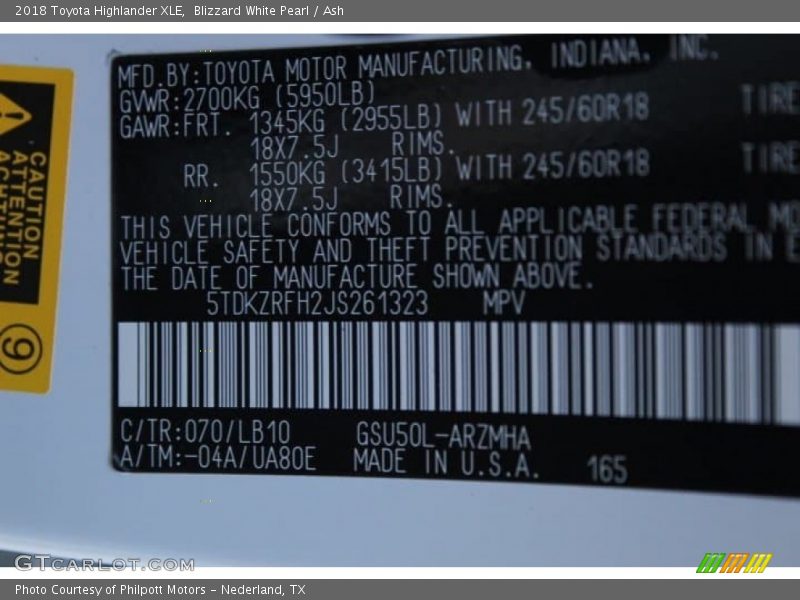 2018 Toyota Highlander XLE,  Blizzard White Pearl / Ash
MFD.BY:TOYOTA MOTOR MANUFACTURING, INDIANA, INC.
GVWR:2700KG (5950LB)
GAWR:FRT. 1345KG (2955LB) WITH 245/60R18 TIRE
18X7.5J RIMS.
RR. 1550KG (3415LB) WITH 245/60R18 TIRE
18X7.5J RIMS.
THIS VEHICLE CONFORMS TO ALL APPLICABLE FEDERAL MO
VEHICLE SAFETY AND THEFT PREVENTION STANDARDS IN E
THE DATE OF MANUFACTURE SHOWN ABOVE.
5TDKZRFH2JS261323 MPV
C/TR:070/LB10 GSU50L-ARZMHA
A/TM:-04A/UA80E MADE IN U.S.A. 165
CAUTION
ATTENTION
9
GTCARLOT.COM
Photo Courtesy of Philpott Motors - Nederland, TX